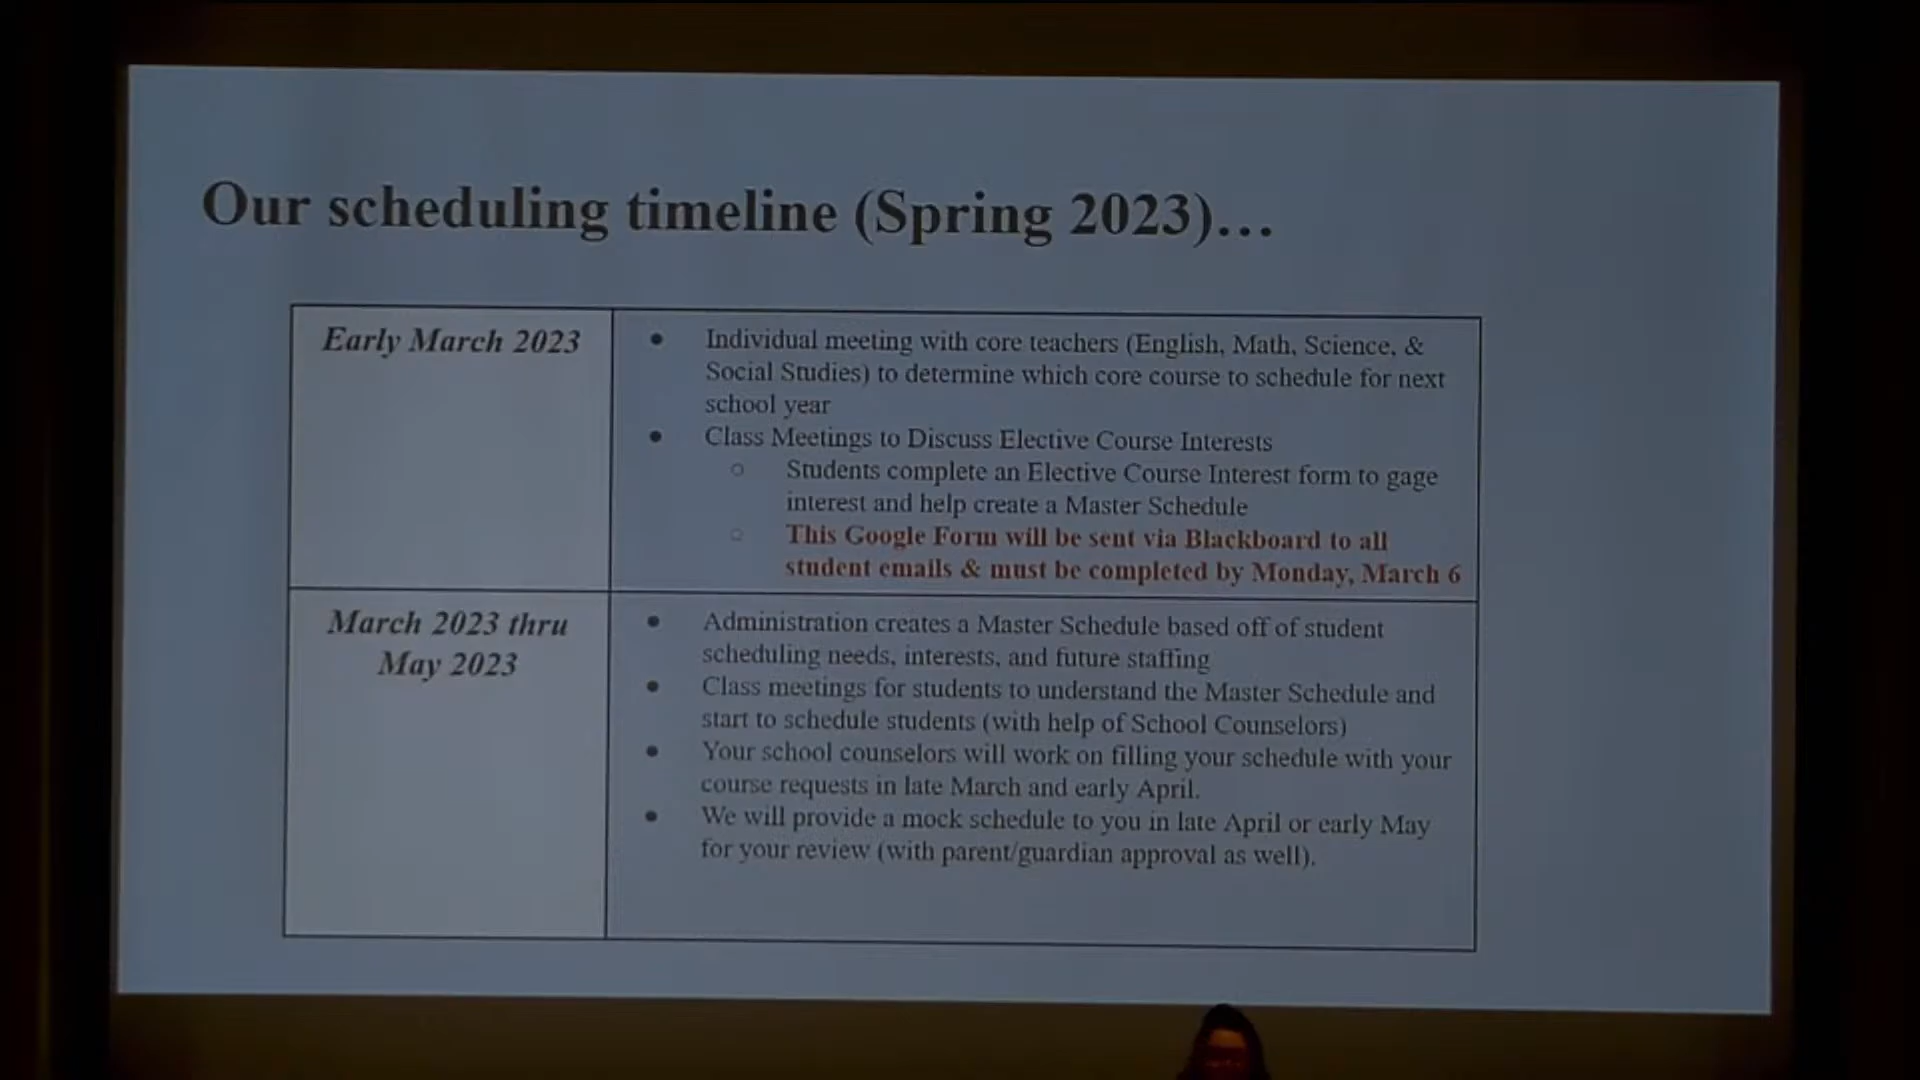 Our scheduling timeline (Spring 2023)...
Early March 2023
• Individual meeting with core teachers (English, Math, Science, &
Social Studies) to determine which core course to schedule for next
school year
• Class Meetings to Discuss Elective Course Interests
○ Students complete an Elective Course Interest form to gage
interest and help create a Master Schedule
○ This Google Form will be sent via Blackboard to all
student emails & must be completed by Monday, March 6
March 2023 thru
May 2023
• Administration creates a Master Schedule based off of student
scheduling needs, interests, and future staffing
• Class meetings for students to understand the Master Schedule and
start to schedule students (with help of School Counselors)
• Your school counselors will work on filling your schedule with your
course requests in late March and early April.
• We will provide a mock schedule to you in late April or early May
for your review (with parent/guardian approval as well).